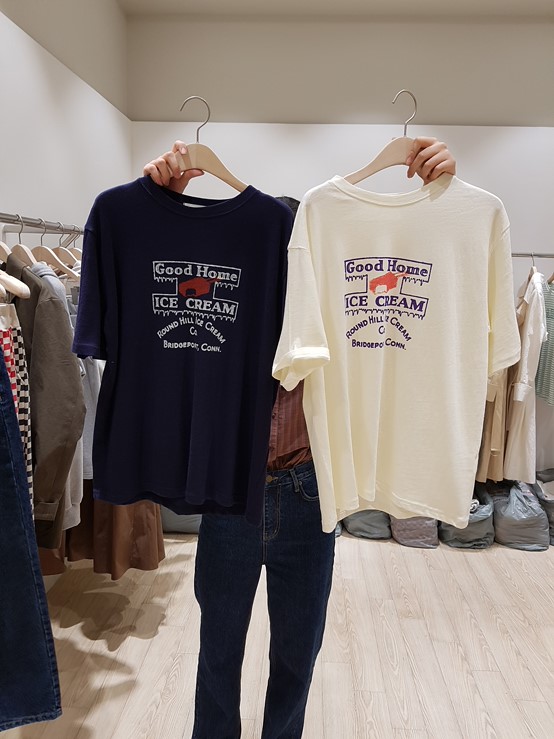 Good Home
ICE CREAM
ROUND HILL ICE CREAM
Co.
BRIDGEPORT, CONN.
Good Home
ICE CREAM
ROUND HILL ICE CREAM
Co.
BRIDGEPORT, CONN.